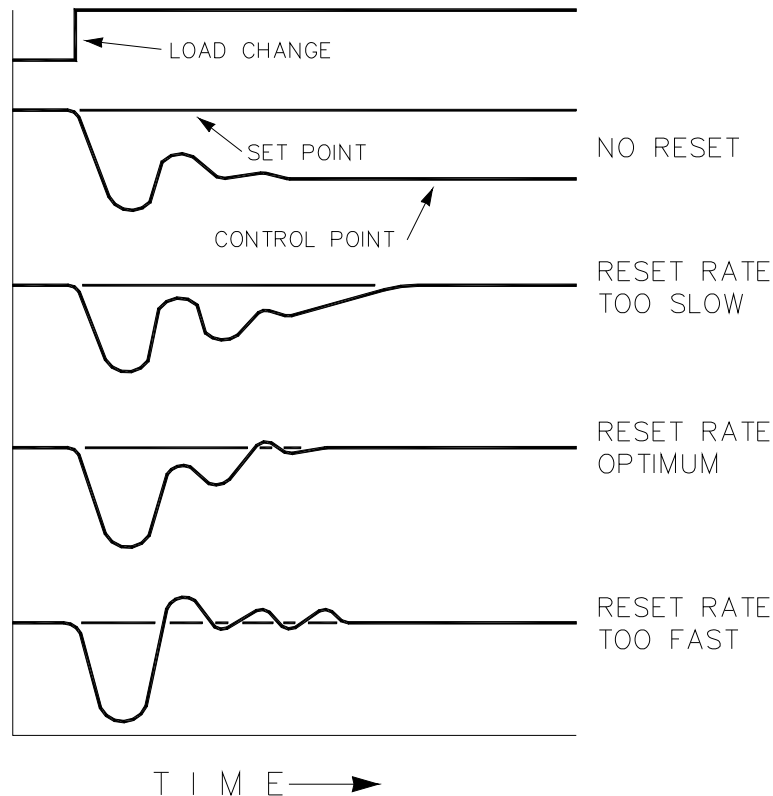 LOAD CHANGE
SET POINT
NO RESET
CONTROL POINT
RESET RATE
TOO SLOW
RESET RATE
OPTIMUM
RESET RATE
TOO FAST
TIME